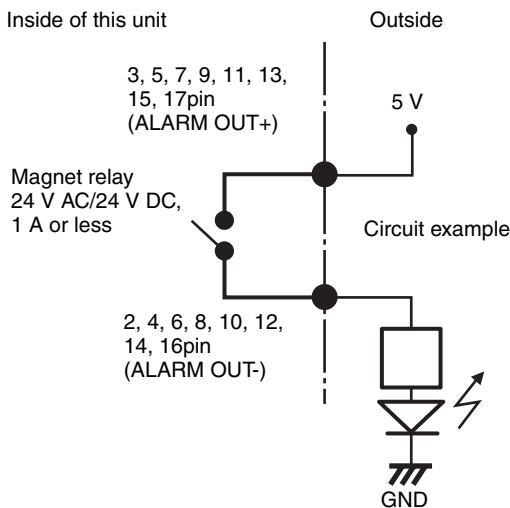 Inside of this unit
Outside
3, 5, 7, 9, 11, 13,
15, 17pin
(ALARM OUT+)
5 V
Magnet relay
24 V AC/24 V DC,
1 A or less
Circuit example
2, 4, 6, 8, 10, 12,
14, 16pin
(ALARM OUT-)
GND